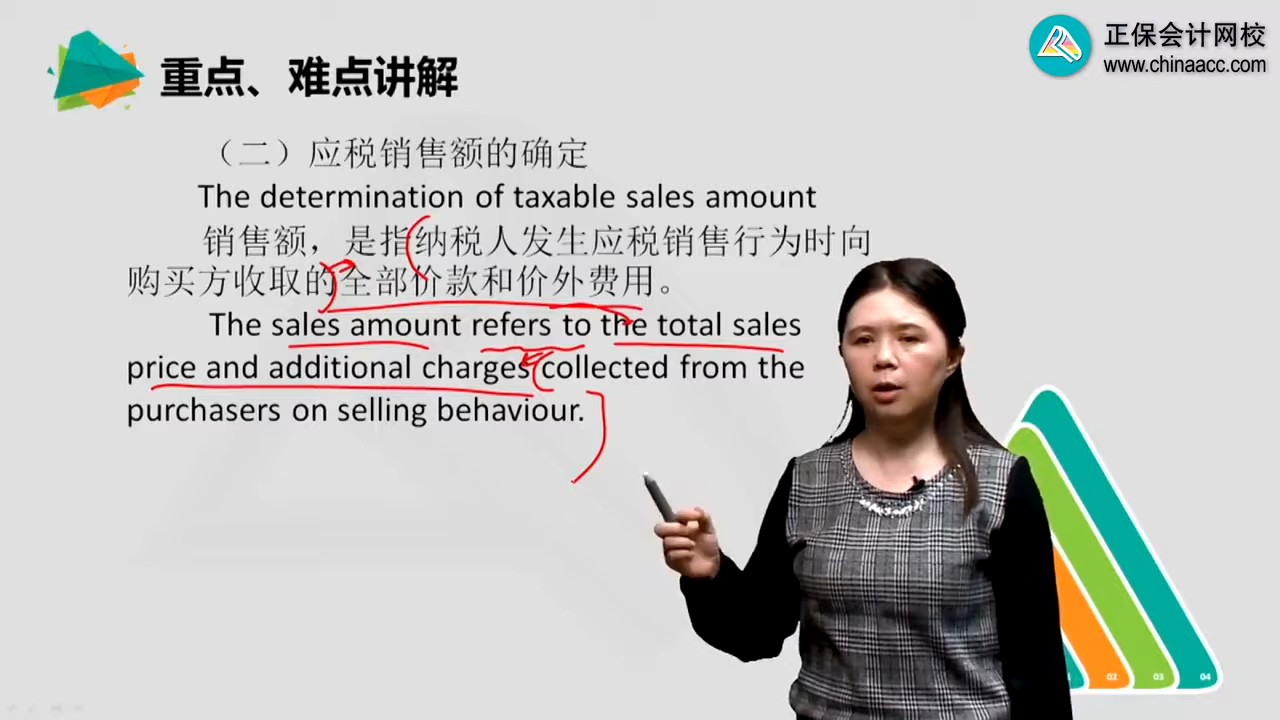 正保会计网校
www.chinaacc.com
重点、难点讲解
（二）应税销售额的确定
The determination of taxable sales amount
销售额，是指纳税人发生应税销售行为时向
购买方收取的全部价款和价外费用。
The sales amount refers to the total sales
price and additional charges collected from the
purchasers on selling behaviour.
02
03
04